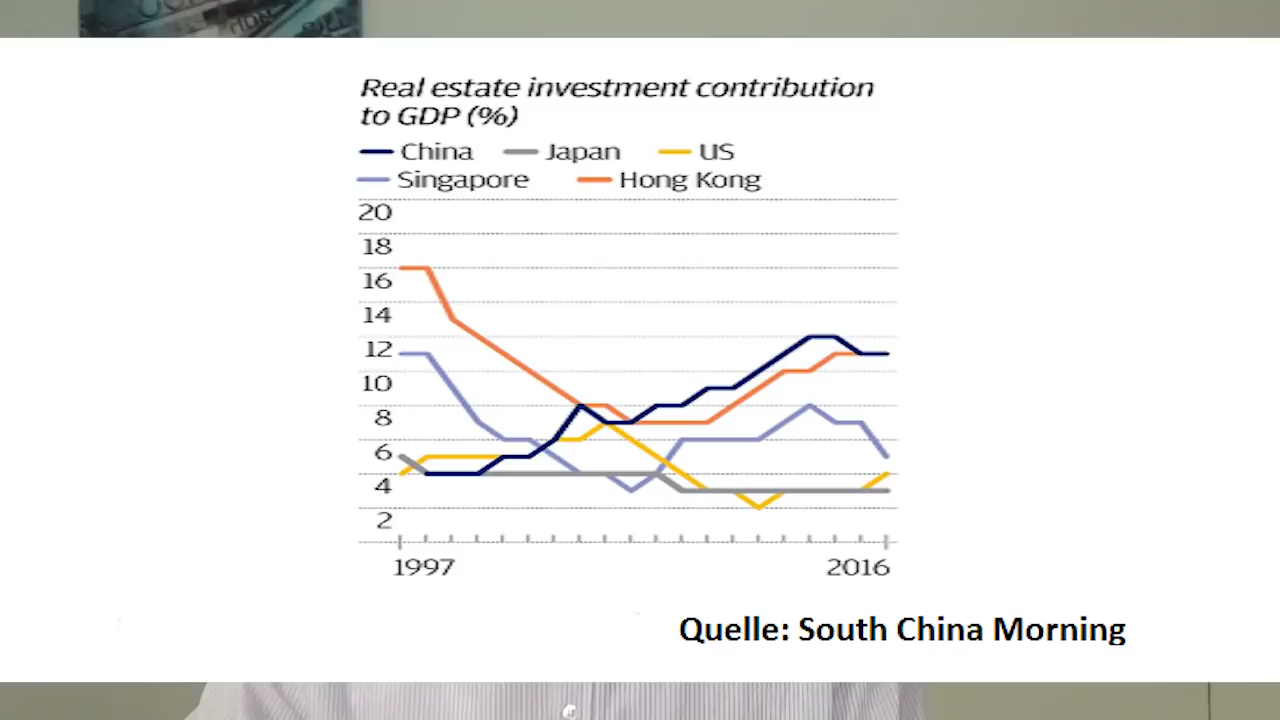 Real estate investment contribution
to GDP (%)
China Japan US
Singapore Hong Kong
20
18
16
14
12
10
8
6
4
2
1997 2016
Quelle: South China Morning